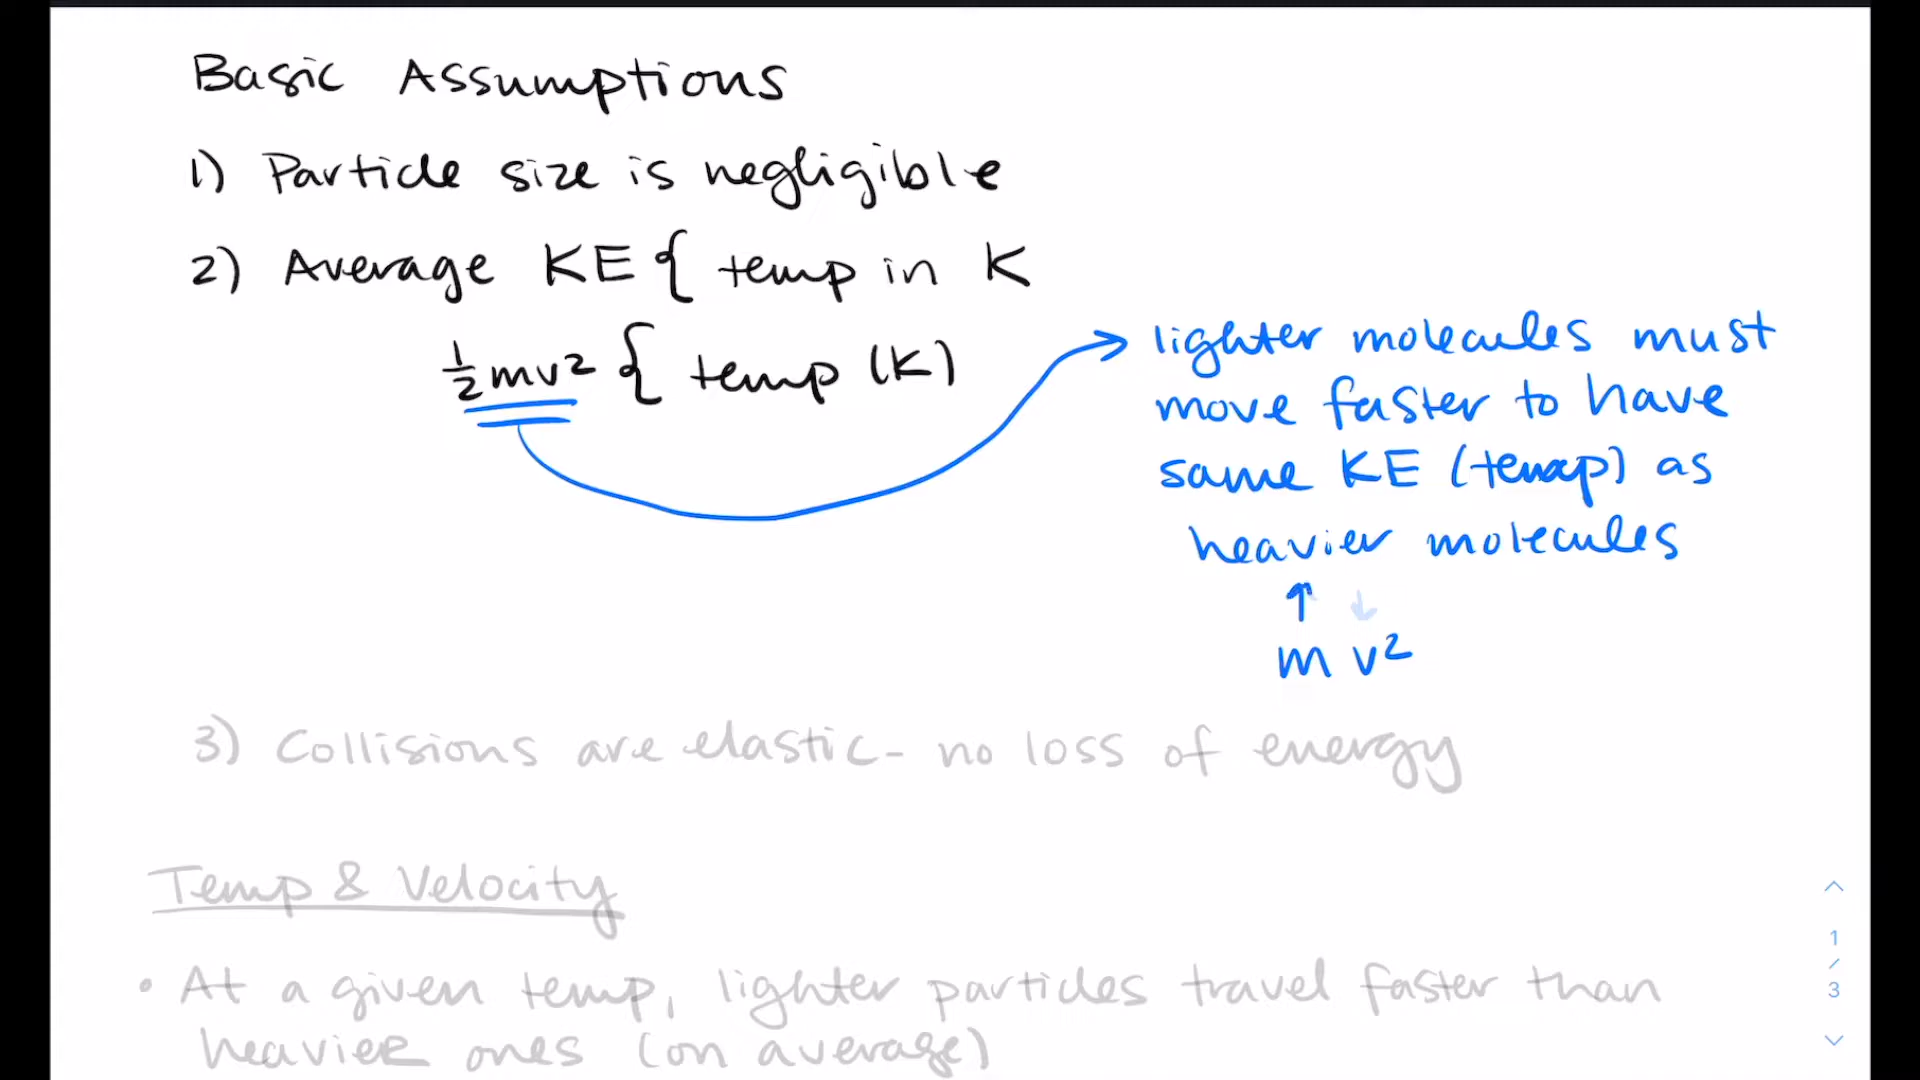 Basic Assumptions
1) Particle size is negligible
2) Average KE { temp in K
½mv² { temp (K)
lighter molecules must
move faster to have
same KE (temp) as
heavier molecules
↑ ↓
m v²
3) Collisions are elastic - no loss of energy
Temp & Velocity
• At a given temp, lighter particles travel faster than
heavier ones (on average)
1
/
3